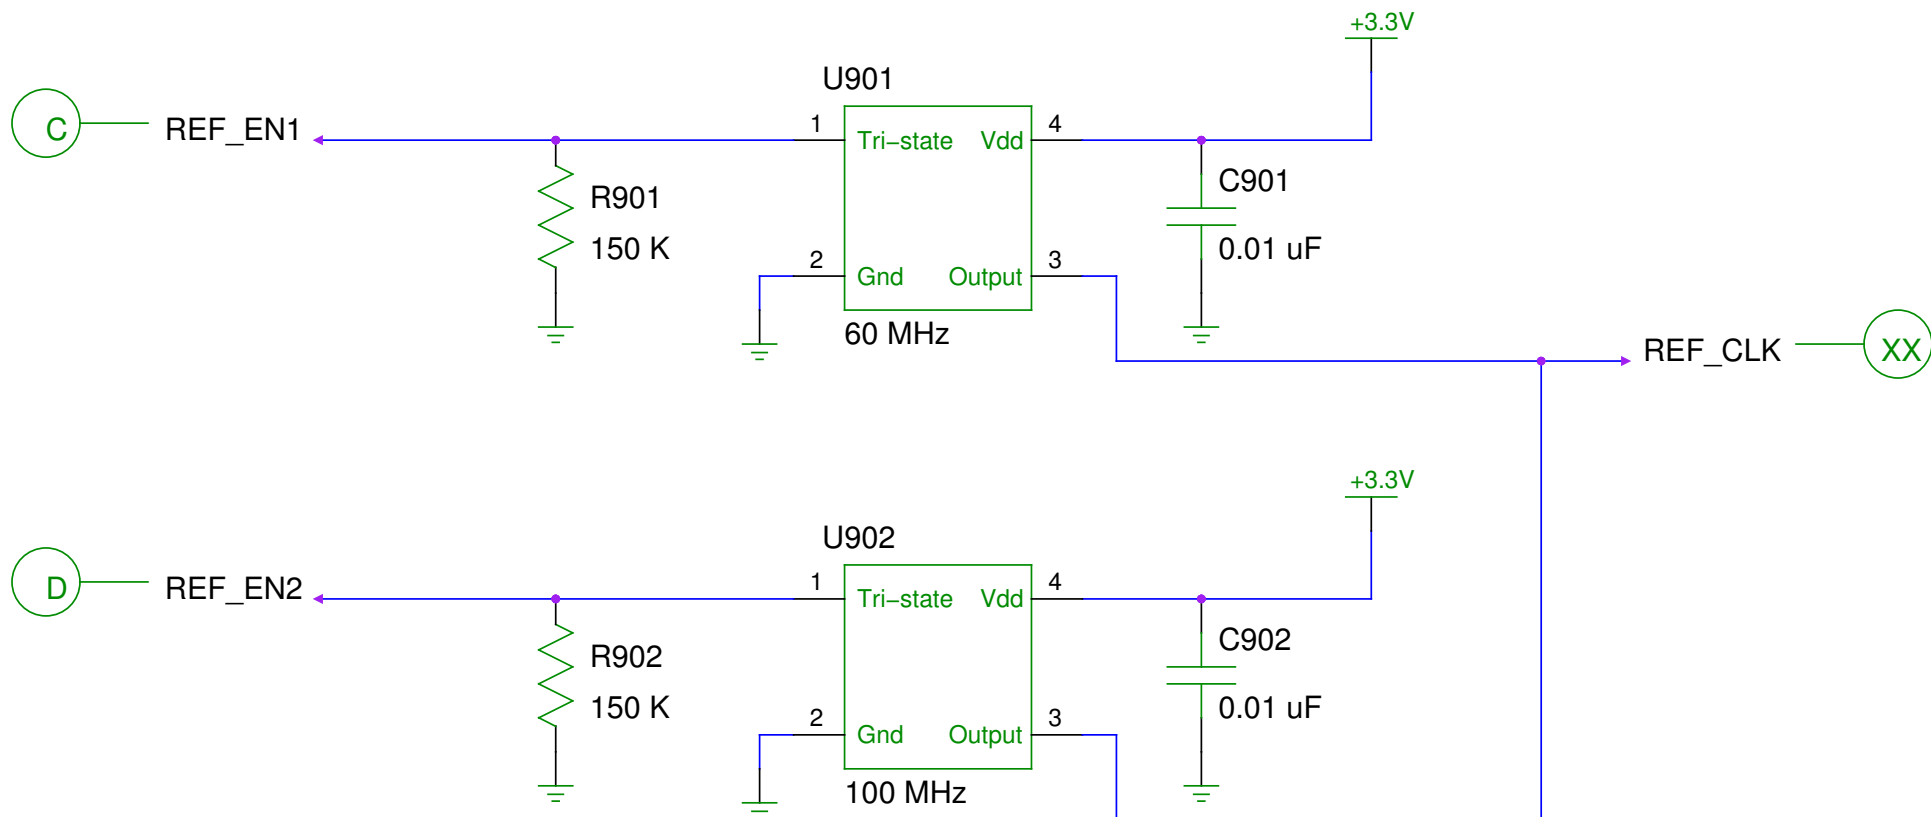 +3.3V
U901
C REF_EN1
1 Tri−state Vdd 4
R901
150 K
C901
0.01 uF
2 Gnd Output 3
60 MHz
REF_CLK XX
+3.3V
U902
D REF_EN2
1 Tri−state Vdd 4
R902
150 K
C902
0.01 uF
2 Gnd Output 3
100 MHz